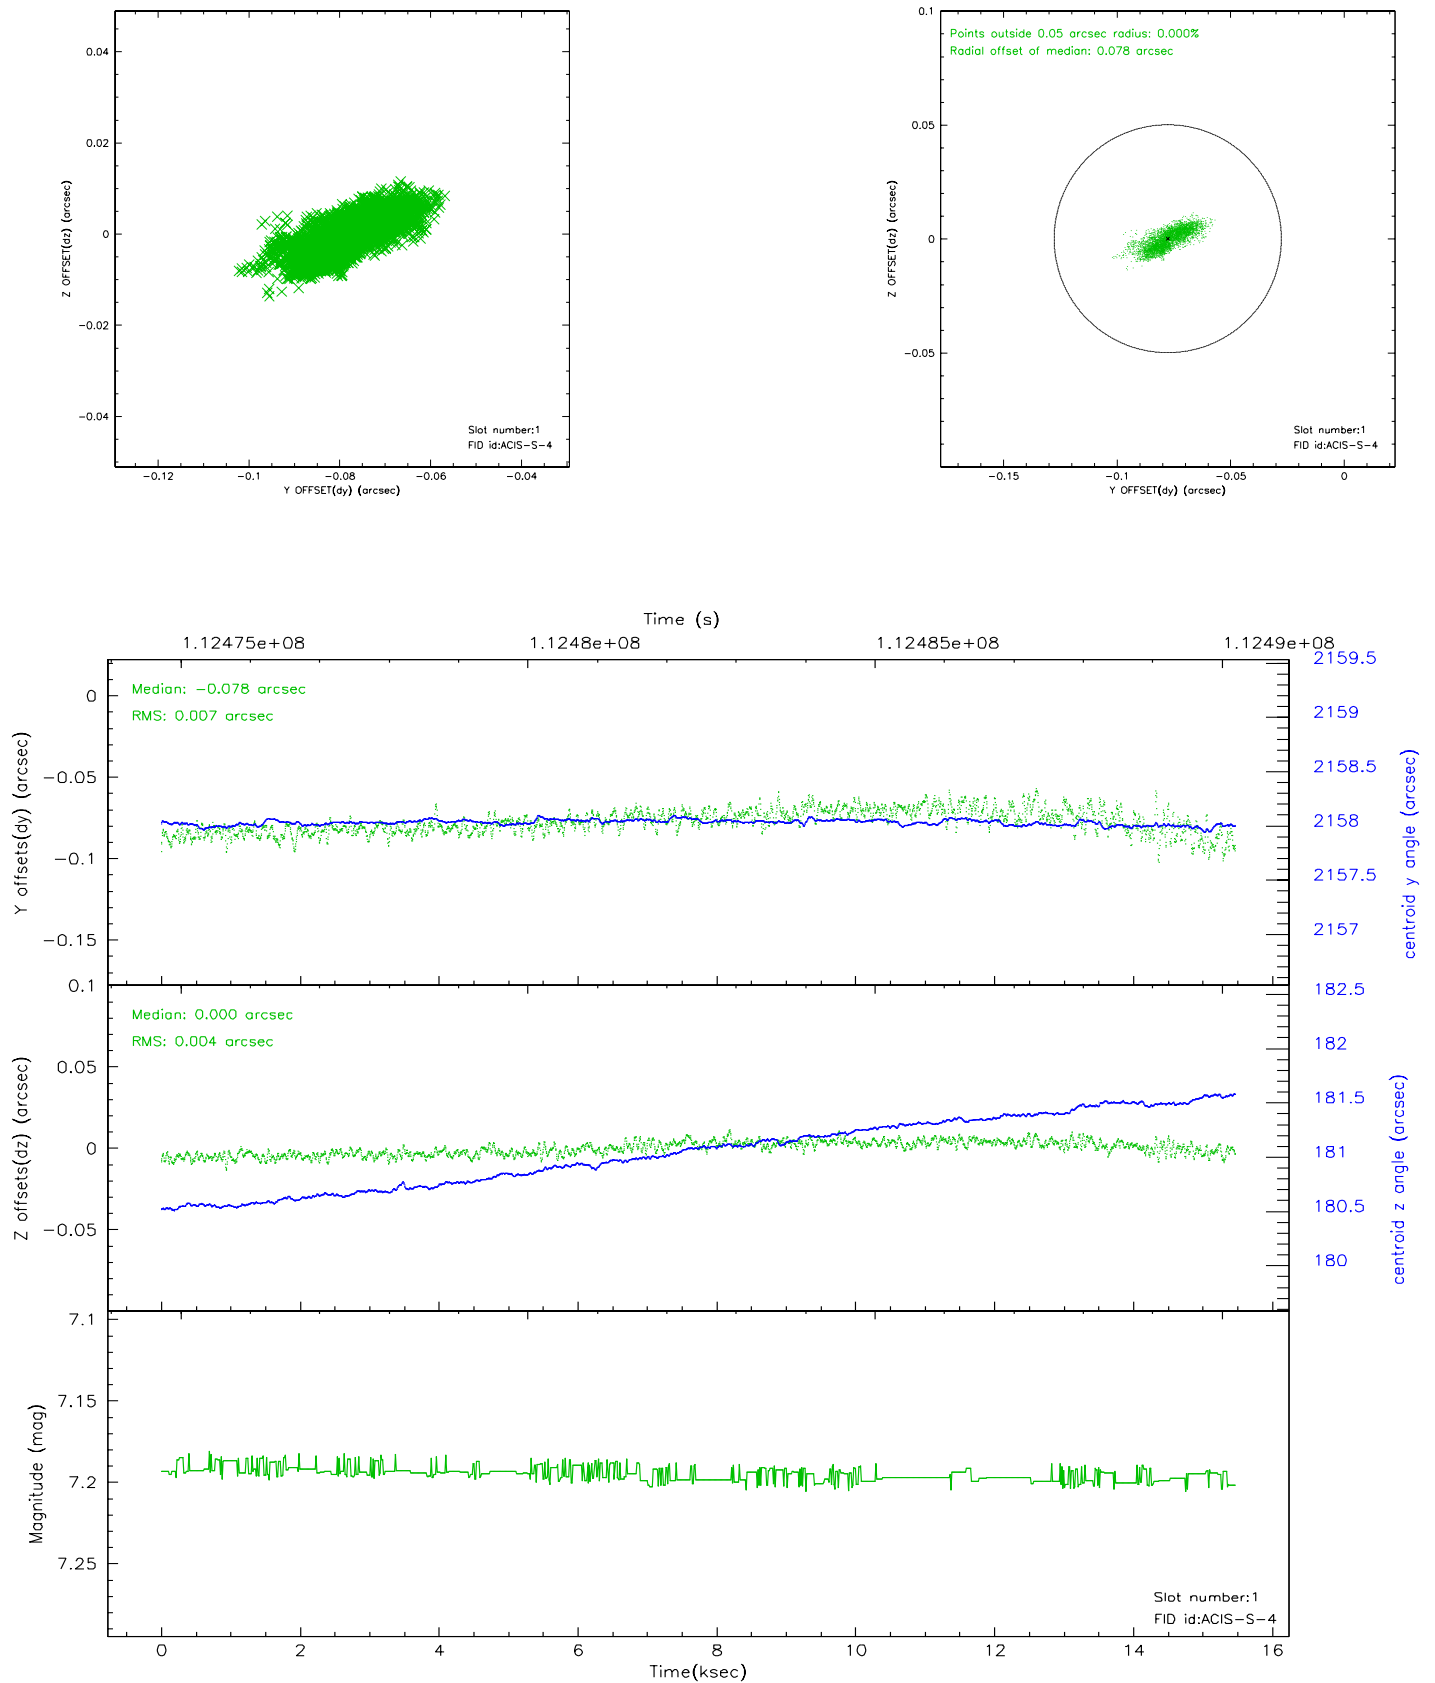 0.04
0.02
0
-0.02
-0.04
Z OFFSET(dz) (arcsec)
Slot number:1
FID id:ACIS-S-4
-0.12
-0.1
-0.08
-0.06
-0.04
Y OFFSET(dy) (arcsec)
Points outside 0.05 arcsec radius: 0.000%
Radial offset of median: 0.078 arcsec
0.1
0.05
0
-0.05
Z OFFSET(dz) (arcsec)
Slot number:1
FID id:ACIS-S-4
-0.15
-0.1
-0.05
0
Y OFFSET(dy) (arcsec)
Time (s)
1.12475e+08
1.1248e+08
1.12485e+08
1.1249e+08
Median: -0.078 arcsec
RMS: 0.007 arcsec
0
-0.05
-0.1
-0.15
Y offsets(dy) (arcsec)
2159.5
2159
2158.5
2158
2157.5
2157
centroid y angle (arcsec)
Median: 0.000 arcsec
RMS: 0.004 arcsec
0.1
0.05
0
-0.05
Z offsets(dz) (arcsec)
182.5
182
181.5
181
180.5
180
centroid z angle (arcsec)
7.1
7.15
7.2
7.25
Magnitude (mag)
Slot number:1
FID id:ACIS-S-4
0
2
4
6
8
10
12
14
16
Time(ksec)